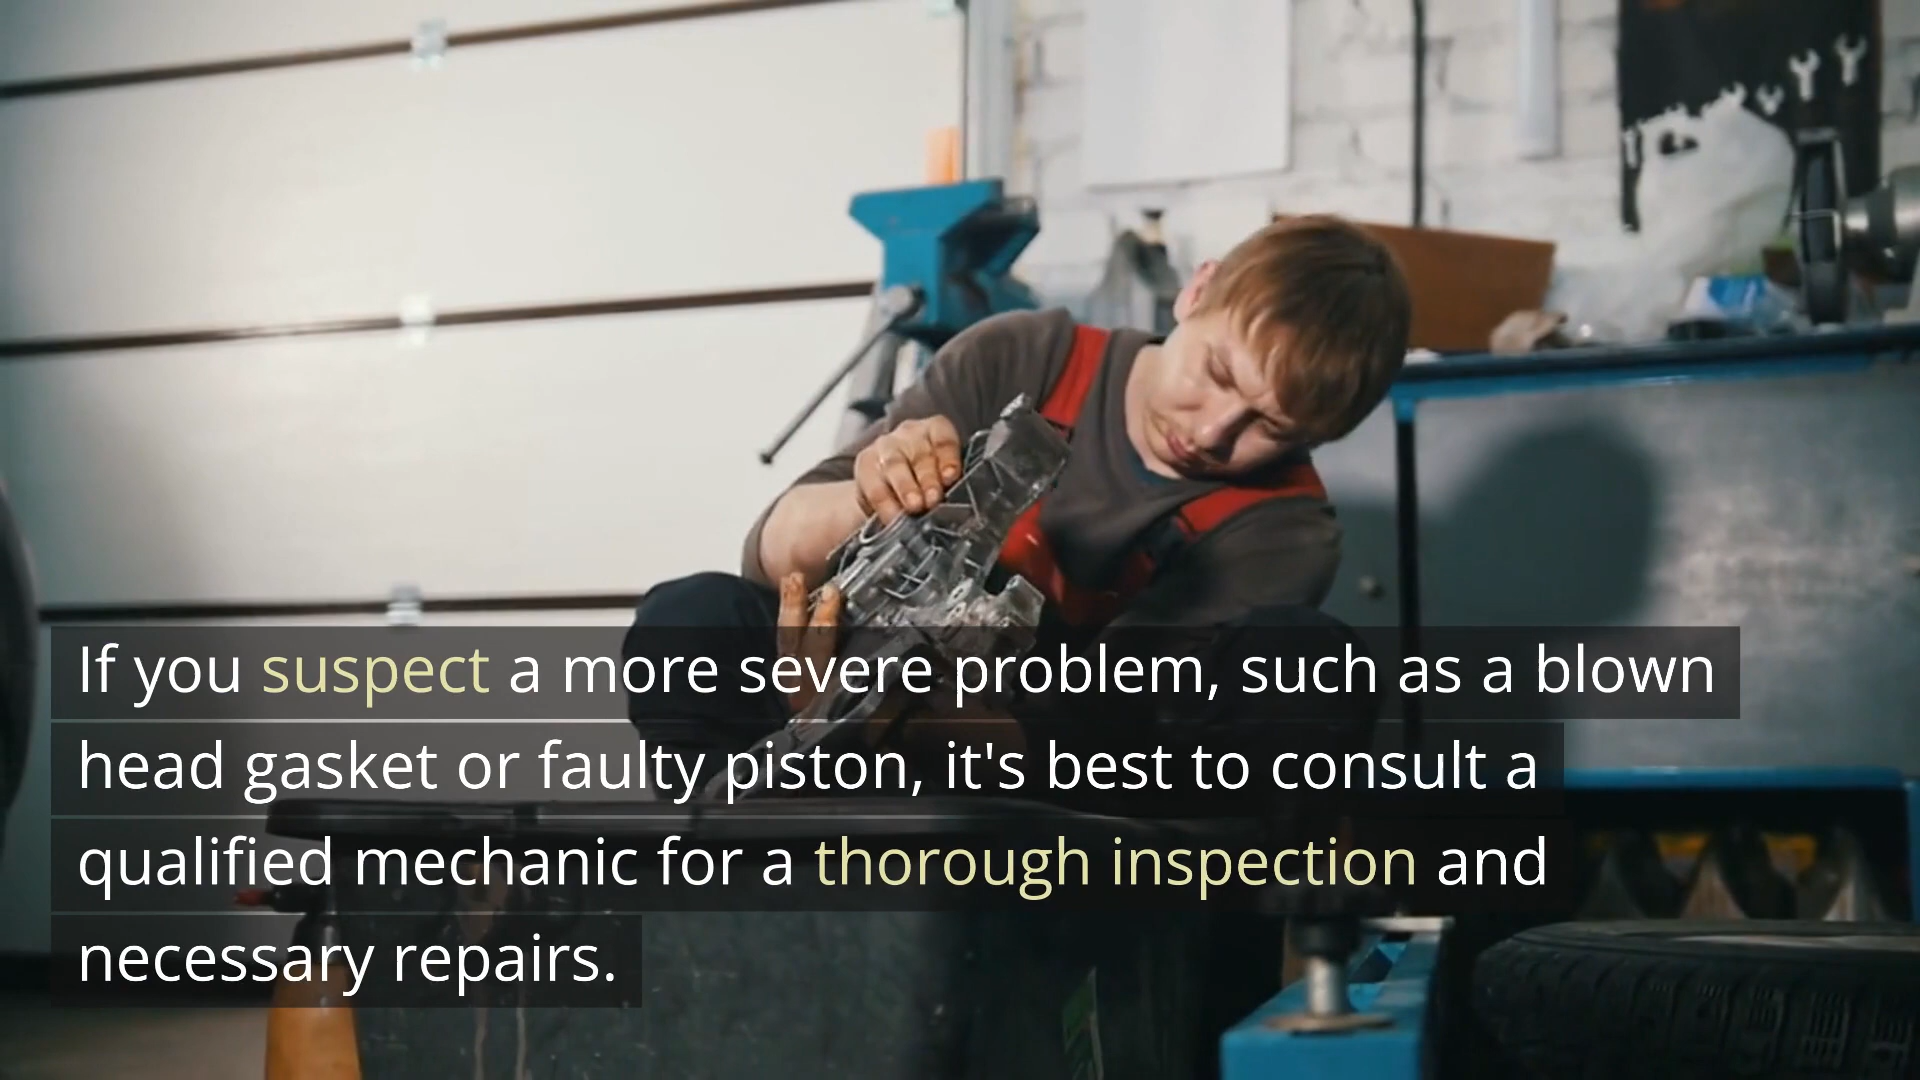 If you suspect a more severe problem, such as a blown
head gasket or faulty piston, it's best to consult a
qualified mechanic for a thorough inspection and
necessary repairs.